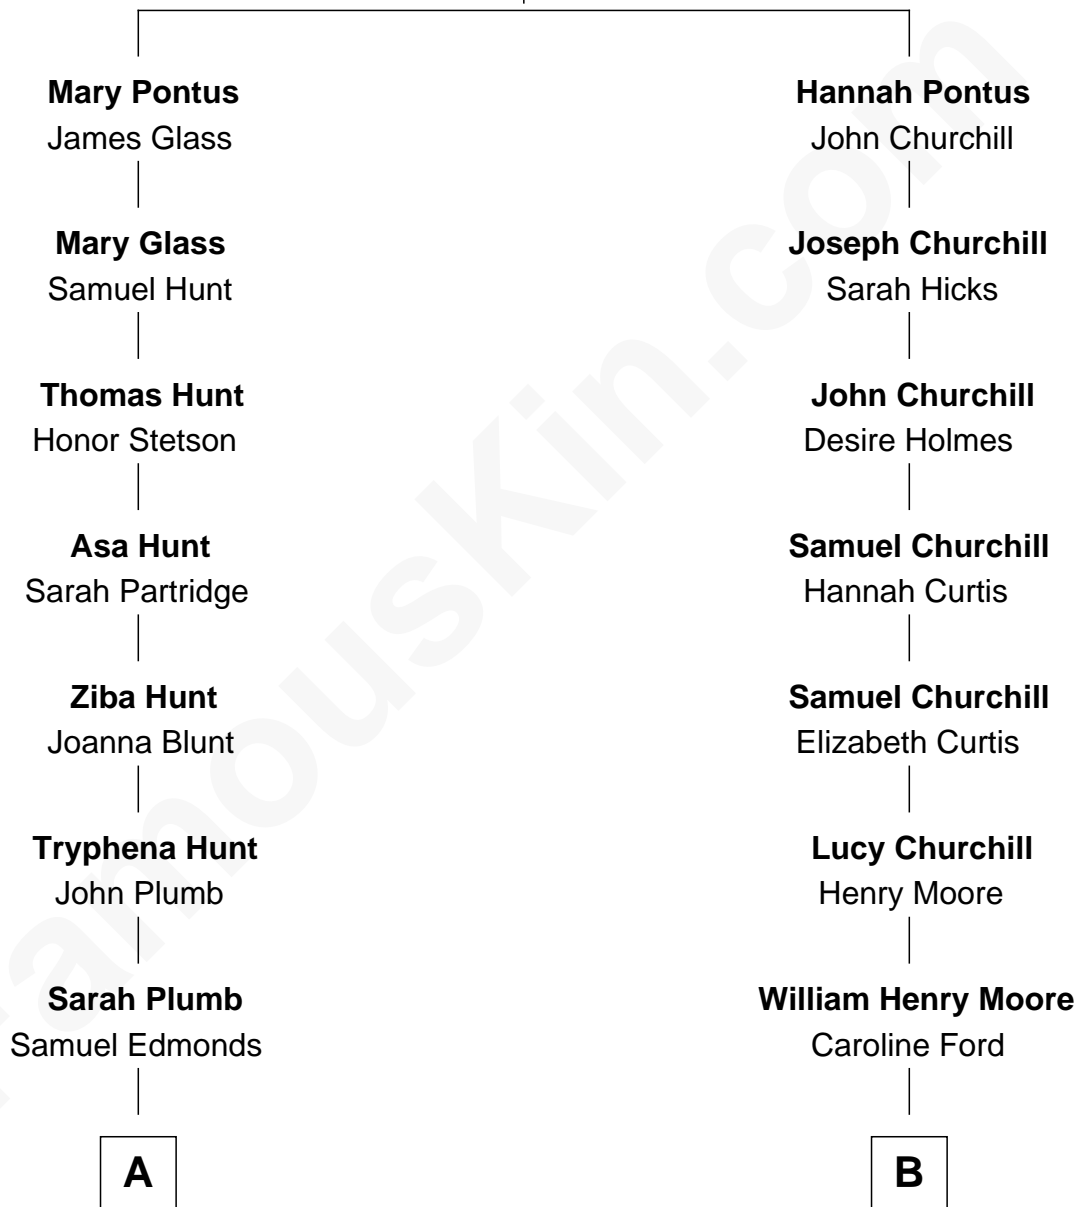 Mary Pontus
James Glass
Mary Glass
Samuel Hunt
Thomas Hunt
Honor Stetson
Asa Hunt
Sarah Partridge
Ziba Hunt
Joanna Blunt
Tryphena Hunt
John Plumb
Sarah Plumb
Samuel Edmonds
A
Hannah Pontus
John Churchill
Joseph Churchill
Sarah Hicks
John Churchill
Desire Holmes
Samuel Churchill
Hannah Curtis
Samuel Churchill
Elizabeth Curtis
Lucy Churchill
Henry Moore
William Henry Moore
Caroline Ford
B
FamousKin.com